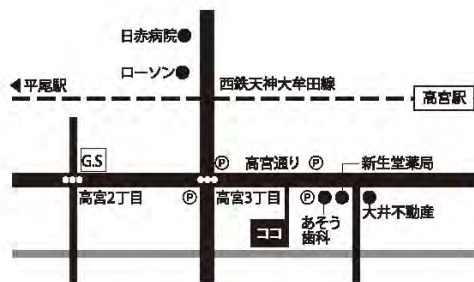 日赤病院
ローソン
平尾駅
西鉄天神大牟田線
高宮駅
G.S
P
高宮通り
P
新生堂薬局
高宮2丁目
P
高宮3丁目
P
あそう
歯科
大井不動産
ココ